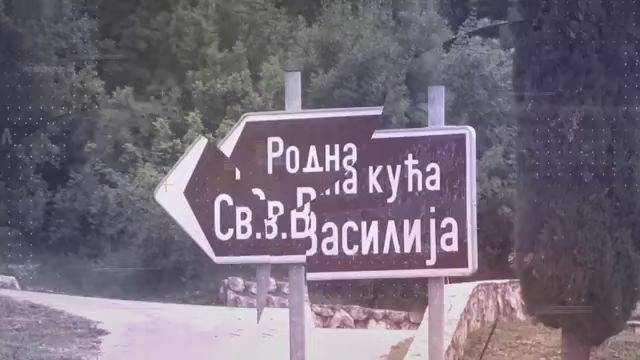 Родна кућа
Св. Василија